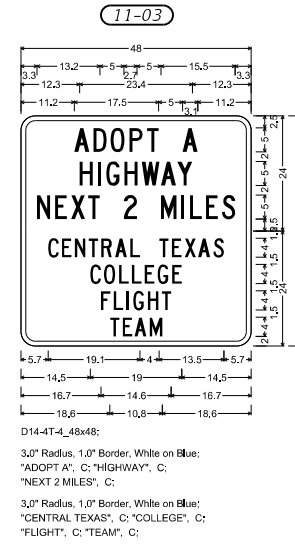 11-03
48
3.3 13.2 5 2.7 5 15.5 3.3
12.3 23.4 12.3
11.2 17.5 5 3.1 11.2
ADOPT A
HIGHWAY
NEXT 2 MILES
CENTRAL TEXAS
COLLEGE
FLIGHT
TEAM
2.5 5 2 5 2 5
24
1.5 4 1.5 4 1.5 4 1.5 4 2
24
5.7 19.1 4 13.5 5.7
14.5 19 14.5
16.7 14.6 16.7
18.6 10.8 18.6
D14-4T-4_48x48;
3.0" Radius, 1.0" Border, White on Blue;
"ADOPT A", C; "HIGHWAY", C;
"NEXT 2 MILES", C;
3.0" Radius, 1.0" Border, White on Blue;
"CENTRAL TEXAS", C; "COLLEGE", C;
"FLIGHT", C; "TEAM", C;